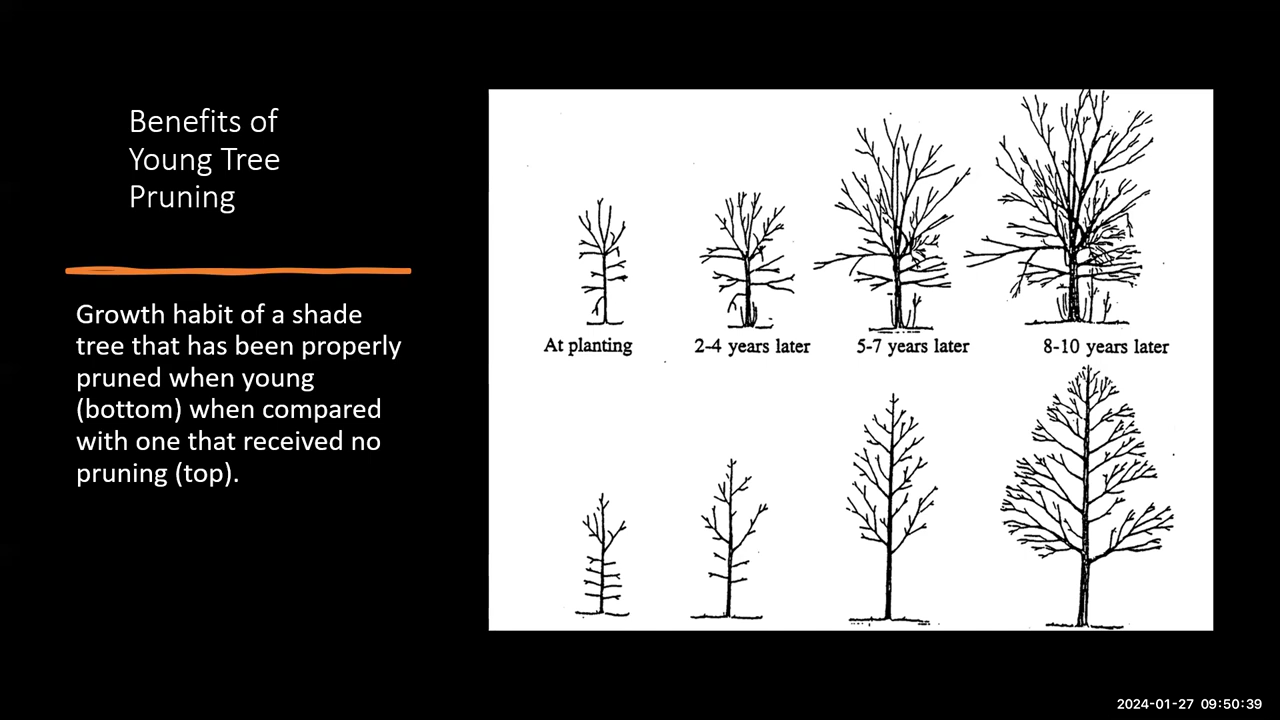 Benefits of
Young Tree
Pruning
Growth habit of a shade
tree that has been properly
pruned when young
(bottom) when compared
with one that received no
pruning (top).
At planting
2-4 years later
5-7 years later
8-10 years later
2024-01-27 09:50:39